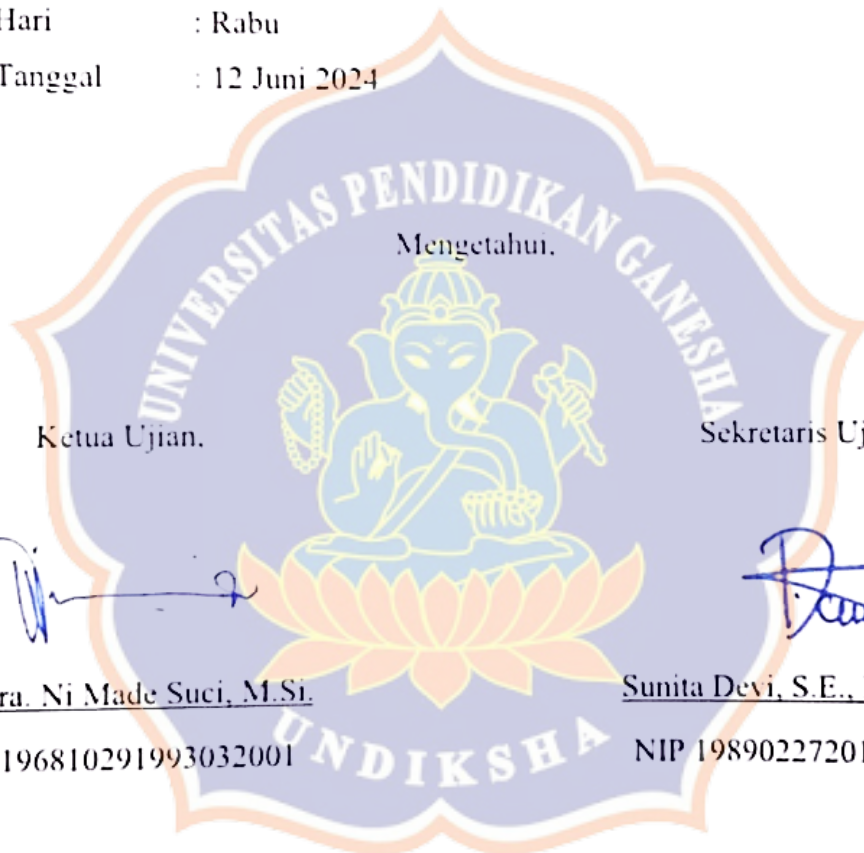 Hari : Rabu
Tanggal : 12 Juni 2024
UNIVERSITAS PENDIDIKAN GANESHA
Mengetahui.
Ketua Ujian. Sekretaris Uj
ra. Ni Made Suci, M.Si. Sunita Devi, S.E.,
196810291993032001 NIP 19890227201
UNDIKSHA